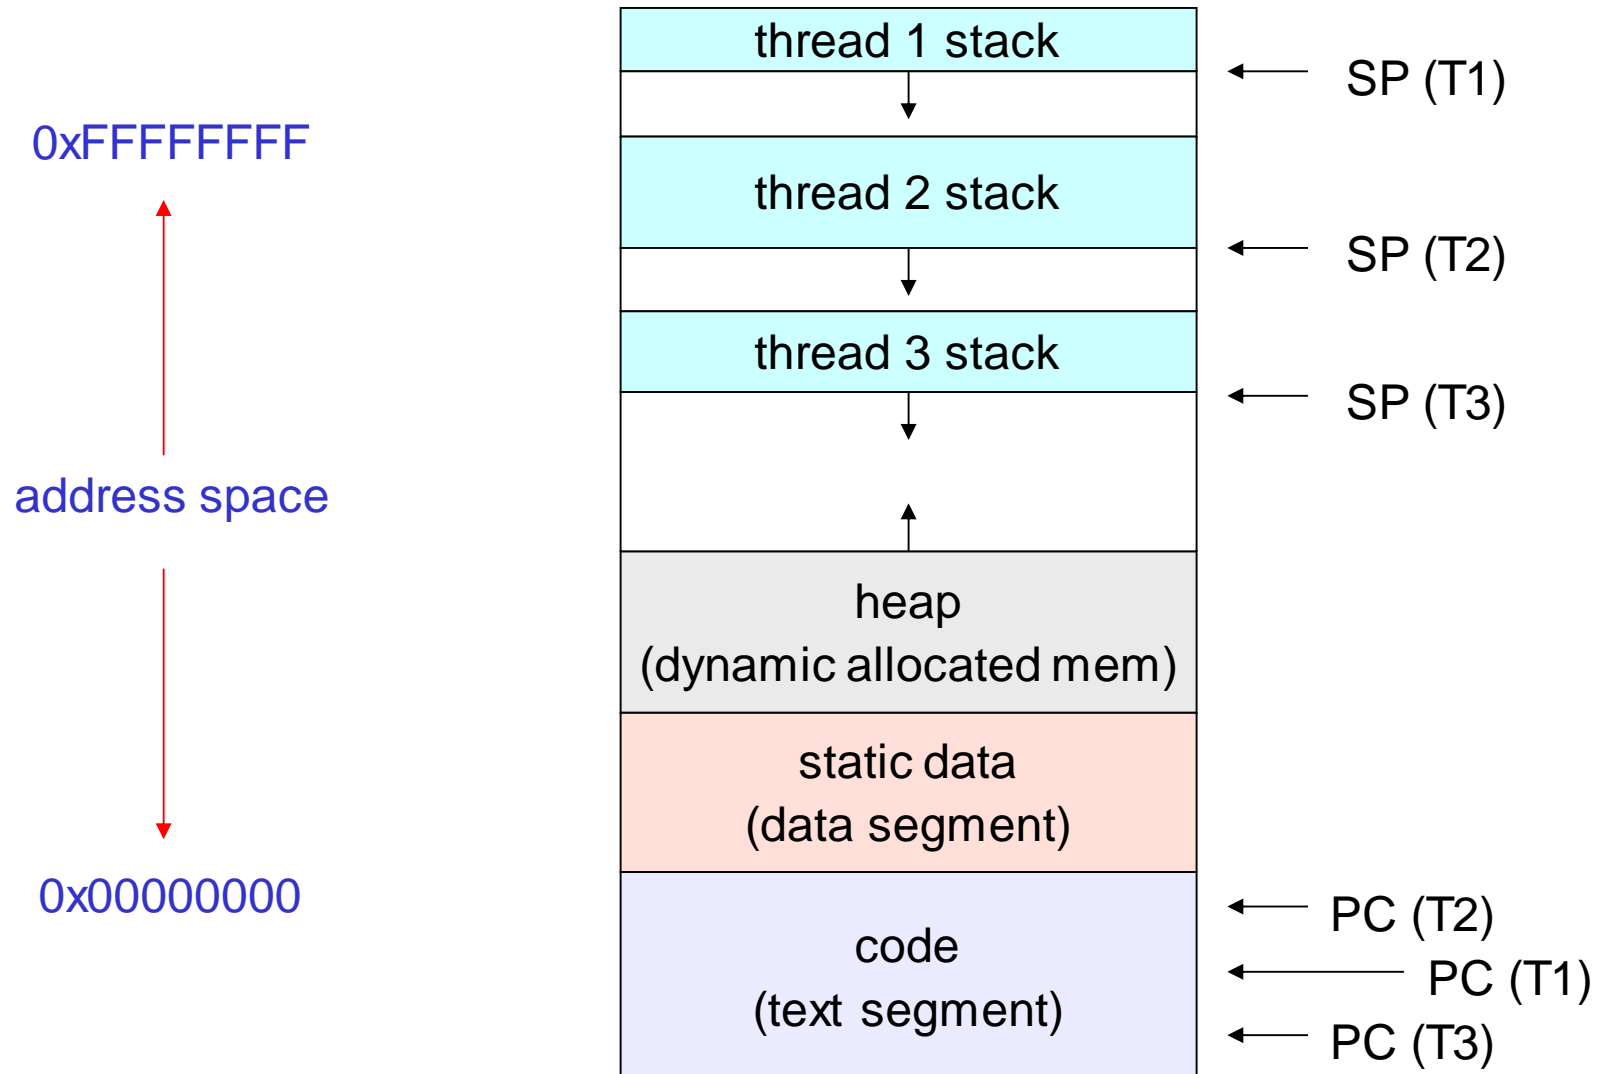 thread 1 stack
SP (T1)
0xFFFFFFFF
thread 2 stack
SP (T2)
thread 3 stack
SP (T3)
address space
heap
(dynamic allocated mem)
static data
(data segment)
0x00000000
PC (T2)
code
PC (T1)
(text segment)
PC (T3)